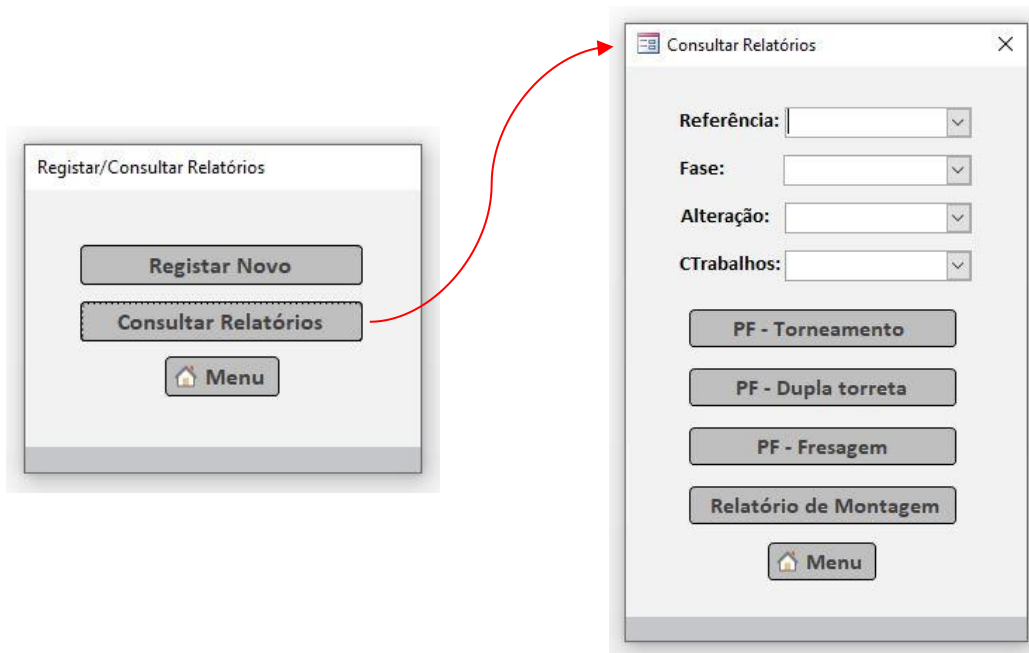 Registar/Consultar Relatórios
Registar Novo
Consultar Relatórios
Menu
Consultar Relatórios
Referência:
Fase:
Alteração:
CTrabalhos:
PF - Torneamento
PF - Dupla torreta
PF - Fresagem
Relatório de Montagem
Menu